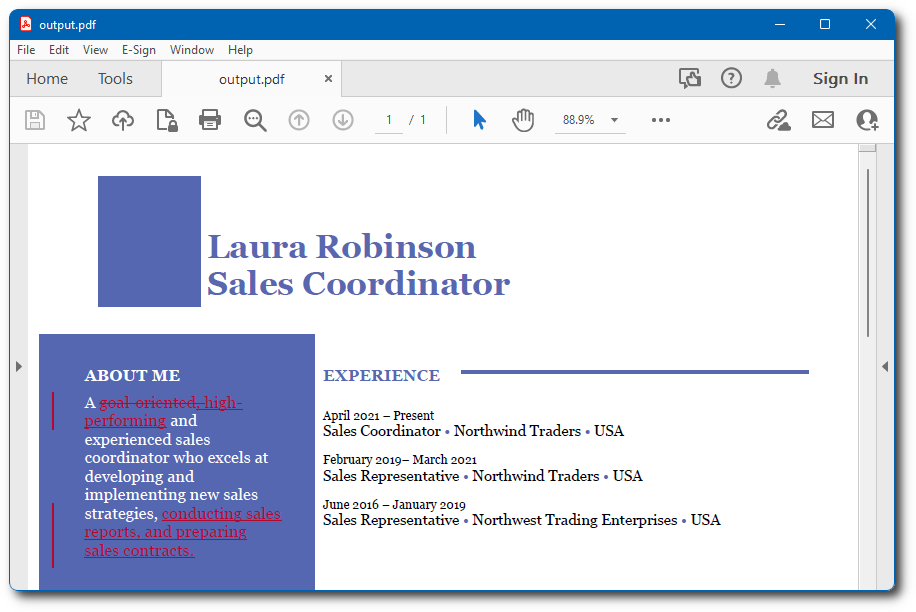 output.pdf
File Edit View E-Sign Window Help
Home Tools output.pdf × Sign In
1 / 1 88.9%
Laura Robinson
Sales Coordinator
ABOUT ME
A goal-oriented, high-
performing and
experienced sales
coordinator who excels at
developing and
implementing new sales
strategies, conducting sales
reports, and preparing
sales contracts.
EXPERIENCE
April 2021 – Present
Sales Coordinator • Northwind Traders • USA
February 2019– March 2021
Sales Representative • Northwind Traders • USA
June 2016 – January 2019
Sales Representative • Northwest Trading Enterprises • USA